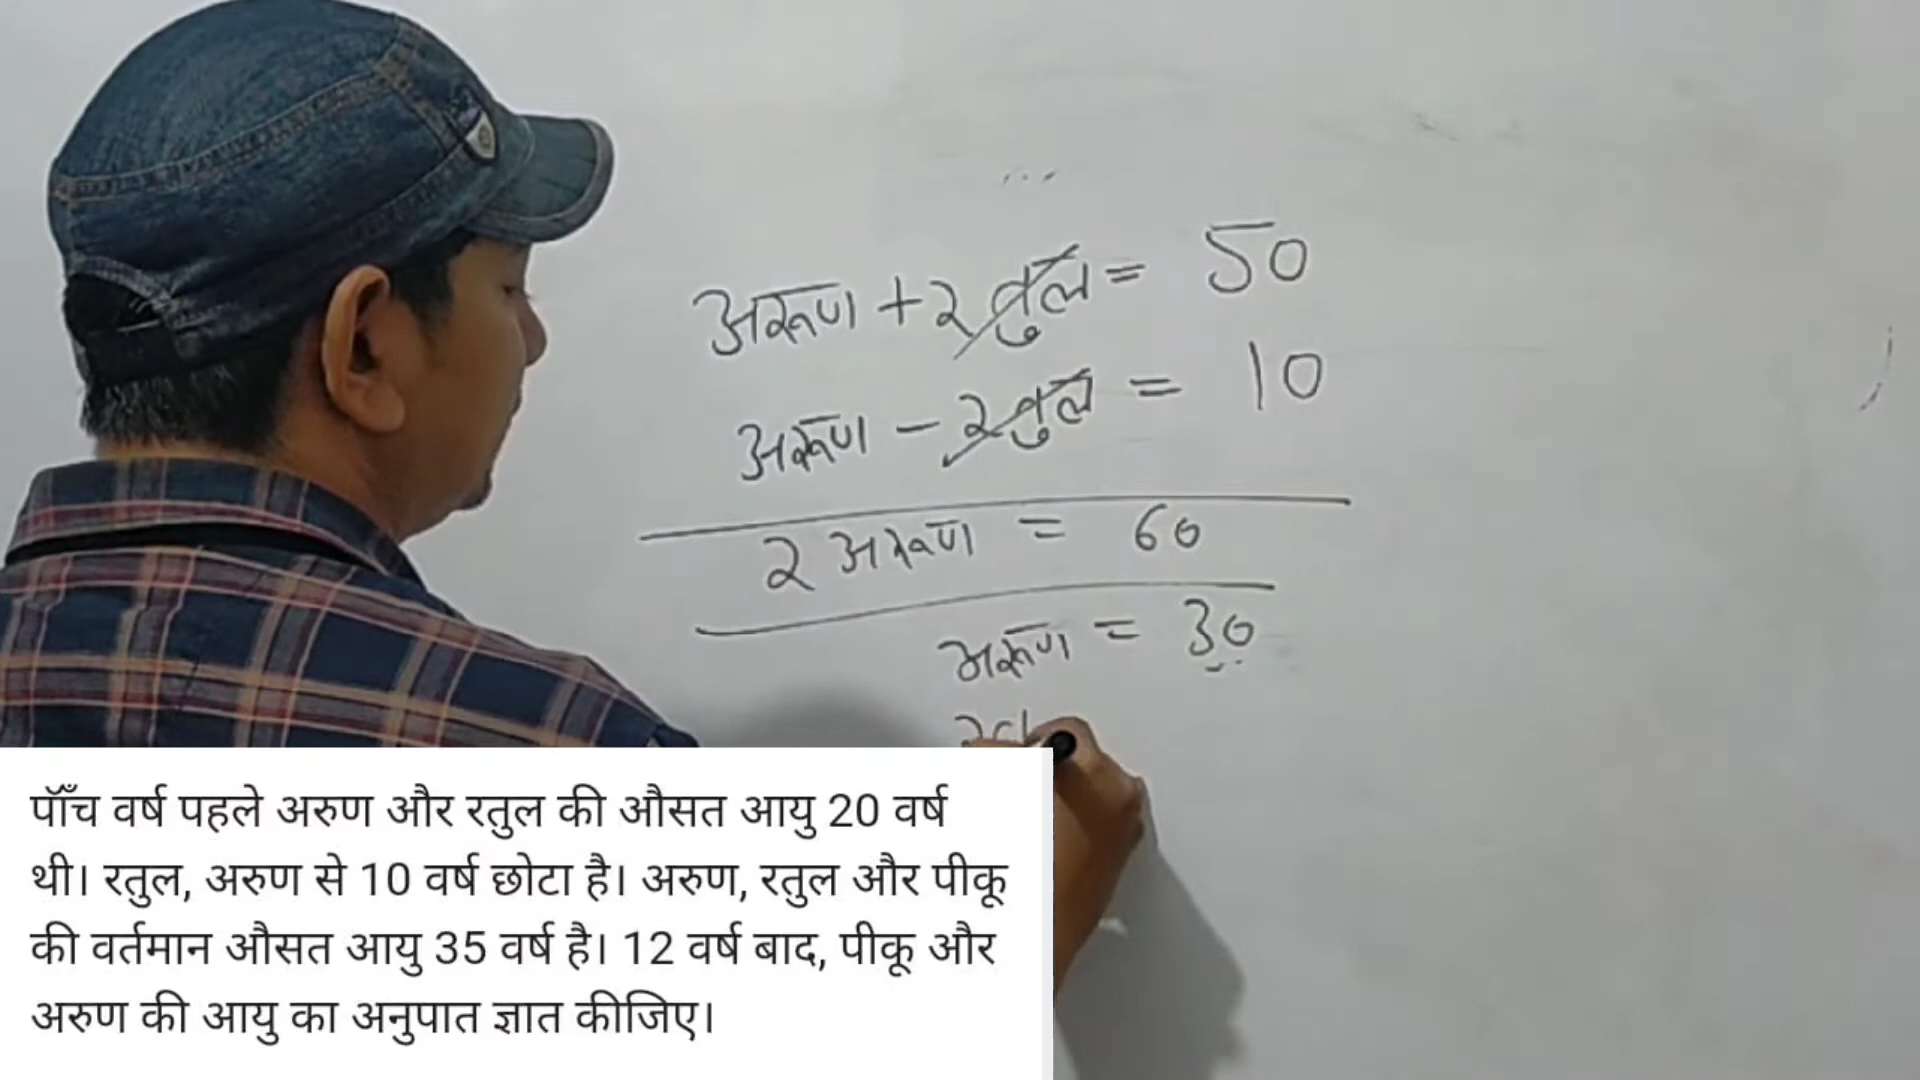 अरूण + रतुल = 50
अरूण - रतुल = 10
2 अरूण = 60
अरूण = 30
पाँच वर्ष पहले अरुण और रतुल की औसत आयु 20 वर्ष
थी। रतुल, अरुण से 10 वर्ष छोटा है। अरुण, रतुल और पीकू
की वर्तमान औसत आयु 35 वर्ष है। 12 वर्ष बाद, पीकू और
अरुण की आयु का अनुपात ज्ञात कीजिए।